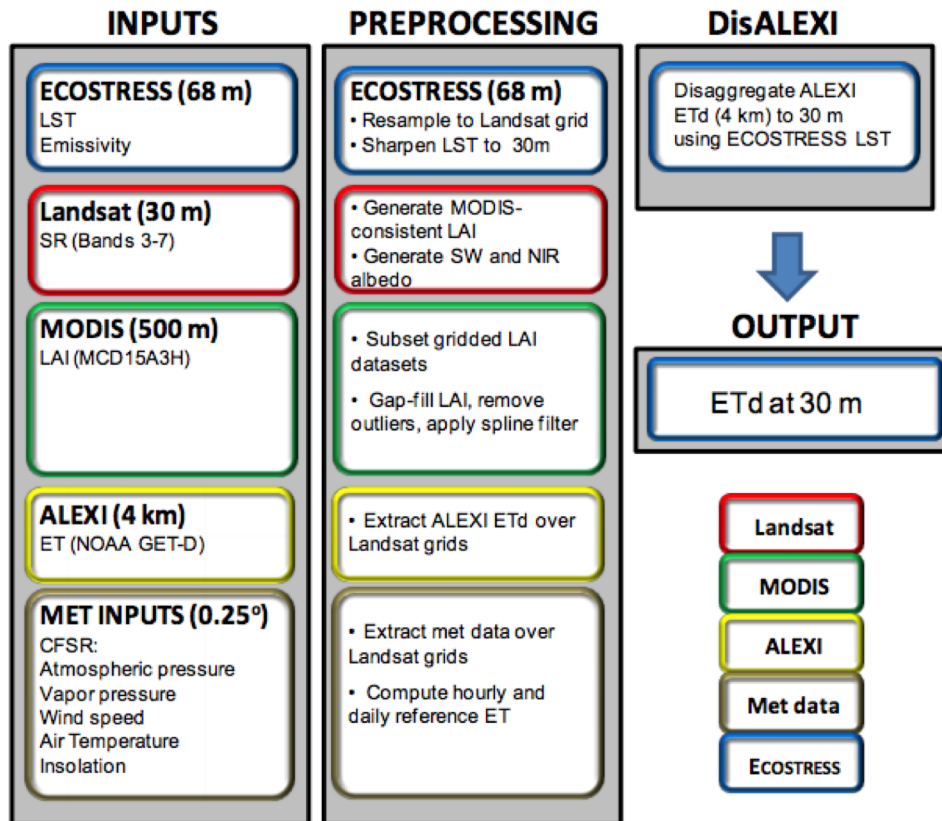 INPUTS
ECOSTRESS (68 m)
LST
Emissivity
Landsat (30 m)
SR (Bands 3-7)
MODIS (500 m)
LAI (MCD15A3H)
ALEXI (4 km)
ET (NOAA GET-D)
MET INPUTS (0.25º)
CFSR:
Atmospheric pressure
Vapor pressure
Wind speed
Air Temperature
Insolation
PREPROCESSING
ECOSTRESS (68 m)
• Resample to Landsat grid
• Sharpen LST to 30m
• Generate MODIS-
consistent LAI
• Generate SW and NIR
albedo
• Subset gridded LAI
datasets
• Gap-fill LAI, remove
outliers, apply spline filter
• Extract ALEXI ETd over
Landsat grids
• Extract met data over
Landsat grids
• Compute hourly and
daily reference ET
DisALEXI
Disaggregate ALEXI
ETd (4 km) to 30 m
using ECOSTRESS LST
OUTPUT
ETd at 30 m
Landsat
MODIS
ALEXI
Met data
ECOSTRESS